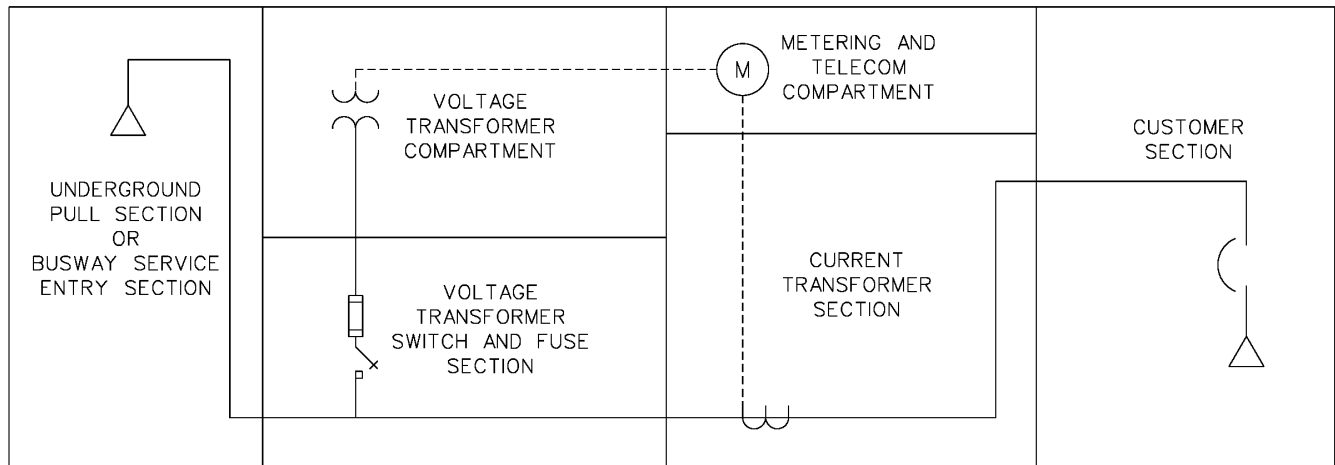 UNDERGROUND
PULL SECTION
OR
BUSWAY SERVICE
ENTRY SECTION
VOLTAGE
TRANSFORMER
COMPARTMENT
VOLTAGE
TRANSFORMER
SWITCH AND FUSE
SECTION
M
METERING AND
TELECOM
COMPARTMENT
CURRENT
TRANSFORMER
SECTION
CUSTOMER
SECTION